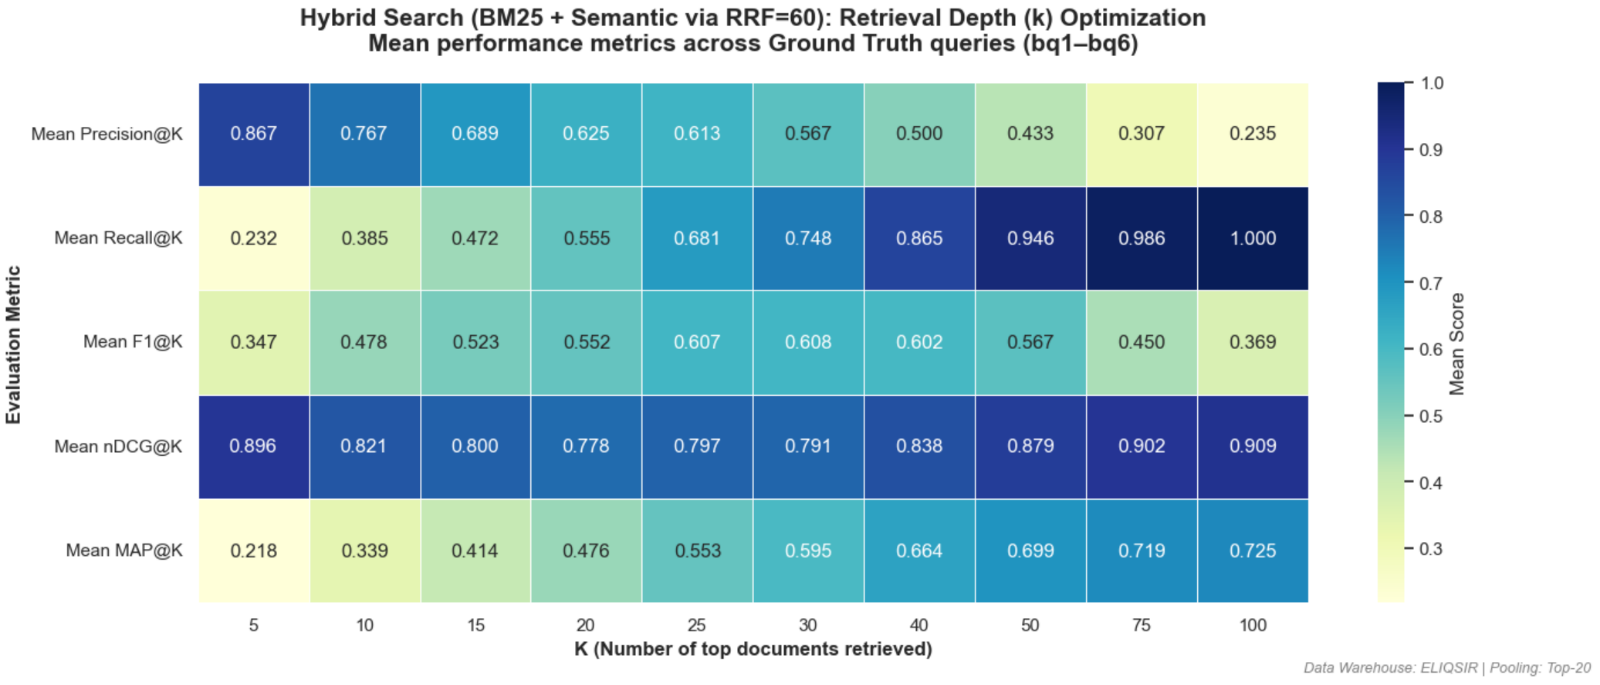 Hybrid Search (BM25 + Semantic via RRF=60): Retrieval Depth (k) Optimization
Mean performance metrics across Ground Truth queries (bq1–bq6)
Evaluation Metric
Mean Precision@K 0.867 0.767 0.689 0.625 0.613 0.567 0.500 0.433 0.307 0.235
Mean Recall@K 0.232 0.385 0.472 0.555 0.681 0.748 0.865 0.946 0.986 1.000
Mean F1@K 0.347 0.478 0.523 0.552 0.607 0.608 0.602 0.567 0.450 0.369
Mean nDCG@K 0.896 0.821 0.800 0.778 0.797 0.791 0.838 0.879 0.902 0.909
Mean MAP@K 0.218 0.339 0.414 0.476 0.553 0.595 0.664 0.699 0.719 0.725
5 10 15 20 25 30 40 50 75 100
K (Number of top documents retrieved)
1.0
0.9
0.8
0.7
0.6
0.5
0.4
0.3
Mean Score
Data Warehouse: ELIQSIR | Pooling: Top-20